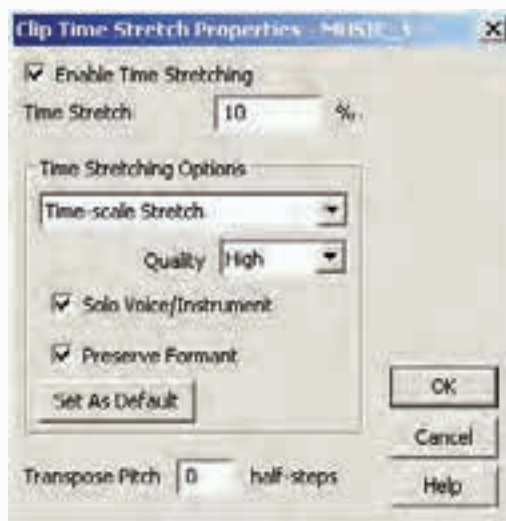 Clip Time Stretch Properties - MUSIC_3
Enable Time Stretching
Time Stretch 10 %
Time Stretching Options
Time-scale Stretch
Quality High
Solo Voice/Instrument
Preserve Formant
Set As Default
OK
Cancel
Transpose Pitch 0 half-steps
Help